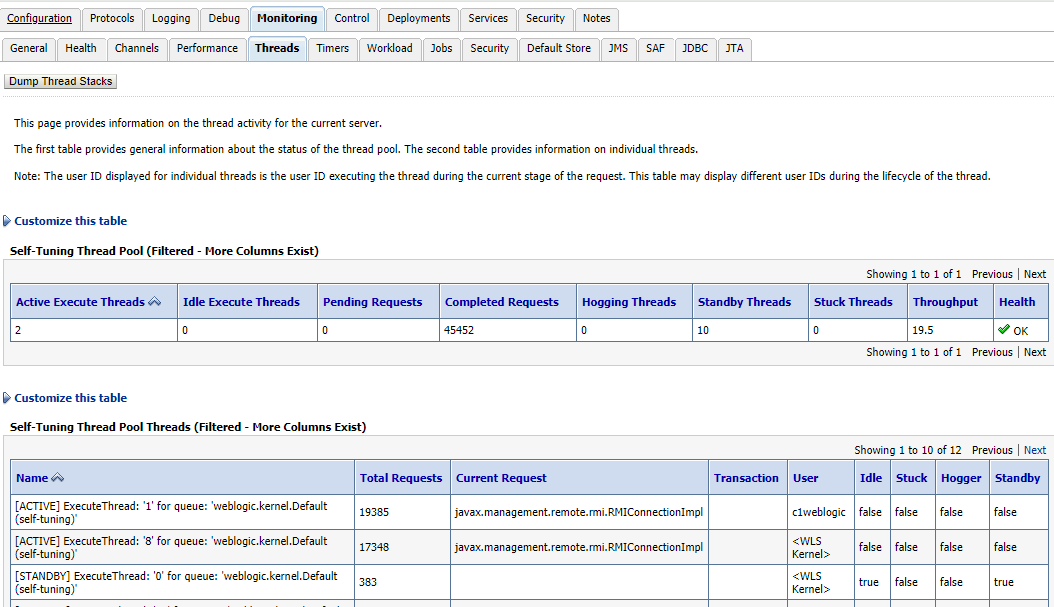 Configuration Protocols Logging Debug Monitoring Control Deployments Services Security Notes
General Health Channels Performance Threads Timers Workload Jobs Security Default Store JMS SAF JDBC JTA
Dump Thread Stacks
This page provides information on the thread activity for the current server.
The first table provides general information about the status of the thread pool. The second table provides information on individual threads.
Note: The user ID displayed for individual threads is the user ID executing the thread during the current stage of the request. This table may display different user IDs during the lifecycle of the thread.
Customize this table
Self-Tuning Thread Pool (Filtered - More Columns Exist)
Showing 1 to 1 of 1 Previous | Next
Active Execute Threads Idle Execute Threads Pending Requests Completed Requests Hogging Threads Standby Threads Stuck Threads Throughput Health
2 0 0 45452 0 10 0 19.5 OK
Showing 1 to 1 of 1 Previous | Next
Customize this table
Self-Tuning Thread Pool Threads (Filtered - More Columns Exist)
Showing 1 to 10 of 12 Previous | Next
Name Total Requests Current Request Transaction User Idle Stuck Hogger Standby
[ACTIVE] ExecuteThread: '1' for queue: 'weblogic.kernel.Default
(self-tuning)' 19385 javax.management.remote.rmi.RMIConnectionImpl c1weblogic false false false false
[ACTIVE] ExecuteThread: '8' for queue: 'weblogic.kernel.Default
(self-tuning)' 17348 javax.management.remote.rmi.RMIConnectionImpl <WLS
Kernel> false false false false
[STANDBY] ExecuteThread: '0' for queue: 'weblogic.kernel.Default
(self-tuning)' 383 <WLS
Kernel> true false false true